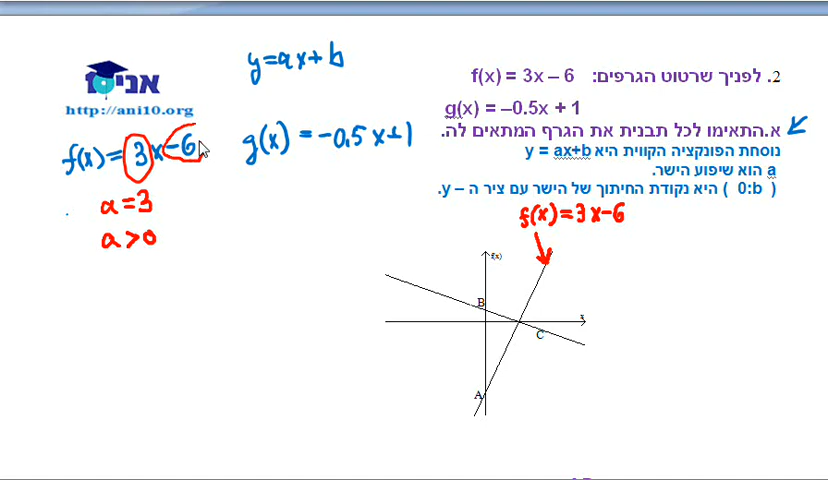 2. לפניך שרטוט הגרפים: f(x) = 3x – 6
g(x) = –0.5x + 1
א.התאימו לכל תבנית את הגרף המתאים לה.
נוסחת הפונקציה הקווית היא y = ax+b
a הוא שיפוע הישר.
( 0:b ) היא נקודת החיתוך של הישר עם ציר ה – y.
אני10
http://ani10.org
y=ax+b
f(x)= 3x-6
g(x) = -0.5x+1
a=3
a>0
f(x)=3x-6
f(x)
B
x
C
A